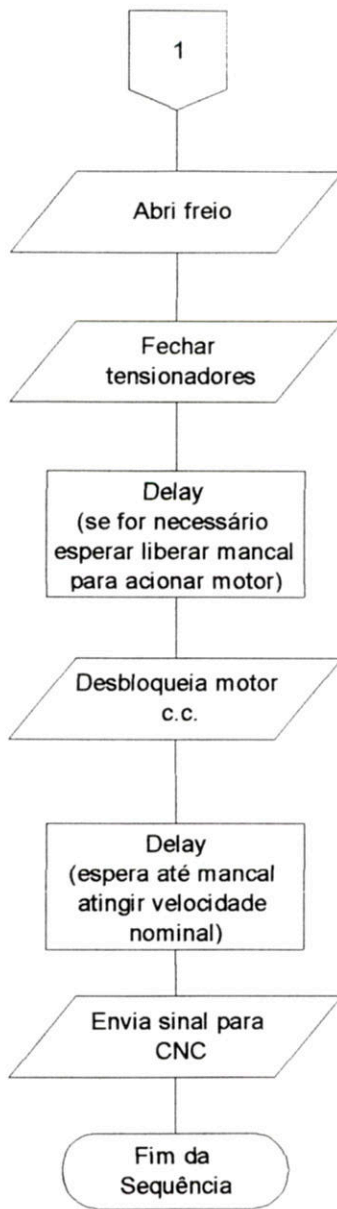 1
Abri freio
Fechar
tensionadores
Delay
(se for necessário
esperar liberar mancal
para acionar motor)
Desbloqueia motor
c.c.
Delay
(espera até mancal
atingir velocidade
nominal)
Envia sinal para
CNC
Fim da
Sequência